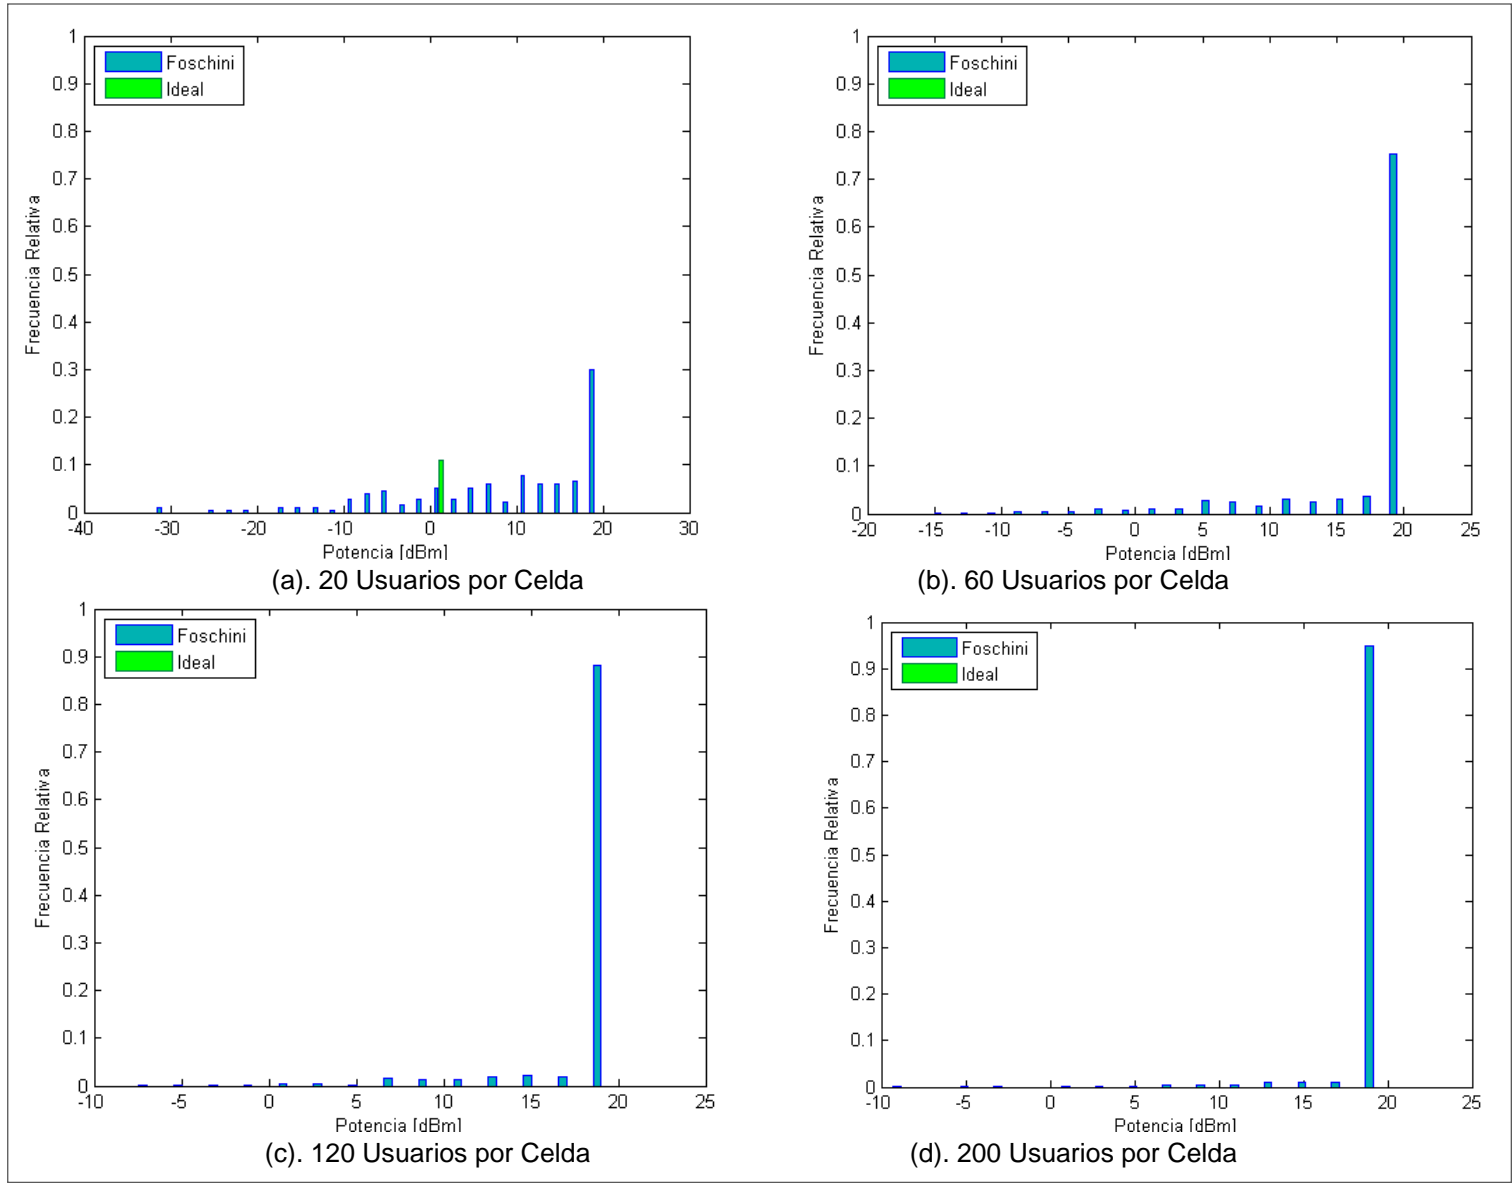 1
0.9
0.8
0.7
0.6
0.5
0.4
0.3
0.2
0.1
0
Frecuencia Relativa
Foschini
Ideal
-40 -30 -20 -10 0 10 20 30
Potencia [dBm]
(a). 20 Usuarios por Celda
1
0.9
0.8
0.7
0.6
0.5
0.4
0.3
0.2
0.1
0
Frecuencia Relativa
Foschini
Ideal
-20 -15 -10 -5 0 5 10 15 20 25
Potencia [dBm]
(b). 60 Usuarios por Celda
1
0.9
0.8
0.7
0.6
0.5
0.4
0.3
0.2
0.1
0
Frecuencia Relativa
Foschini
Ideal
-10 -5 0 5 10 15 20 25
Potencia [dBm]
(c). 120 Usuarios por Celda
1
0.9
0.8
0.7
0.6
0.5
0.4
0.3
0.2
0.1
0
Frecuencia Relativa
Foschini
Ideal
-10 -5 0 5 10 15 20 25
Potencia [dBm]
(d). 200 Usuarios por Celda